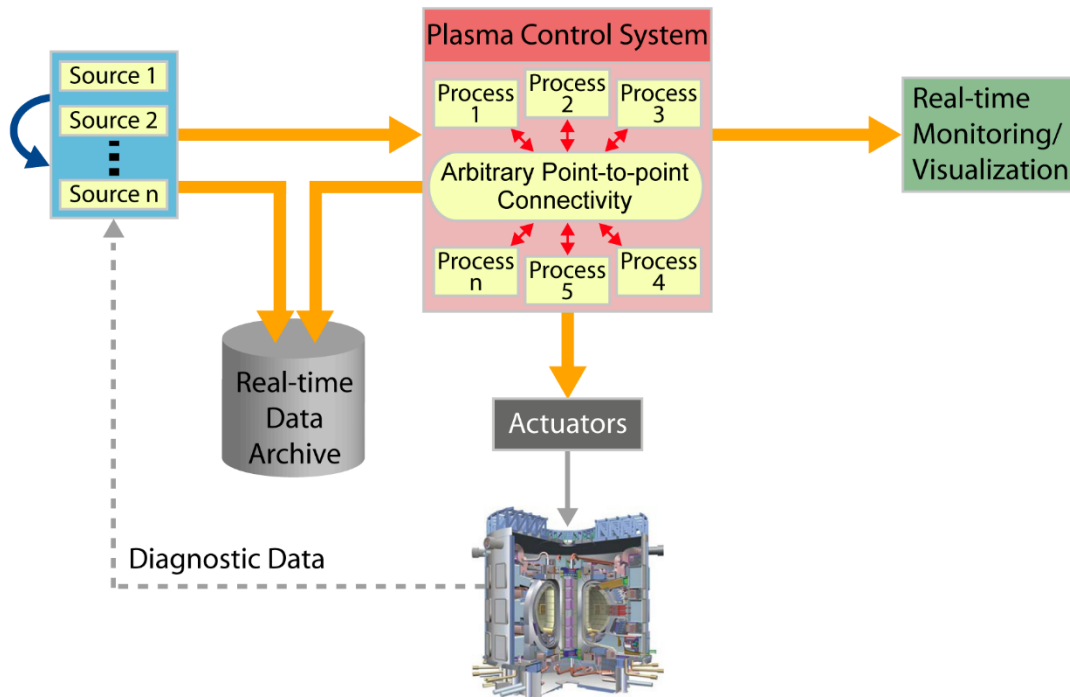 Plasma Control System
Source 1
Source 2
Source n
Process
1
Process
2
Process
3
Arbitrary Point-to-point
Connectivity
Process
n
Process
5
Process
4
Real-time
Monitoring/
Visualization
Real-time
Data
Archive
Actuators
Diagnostic Data